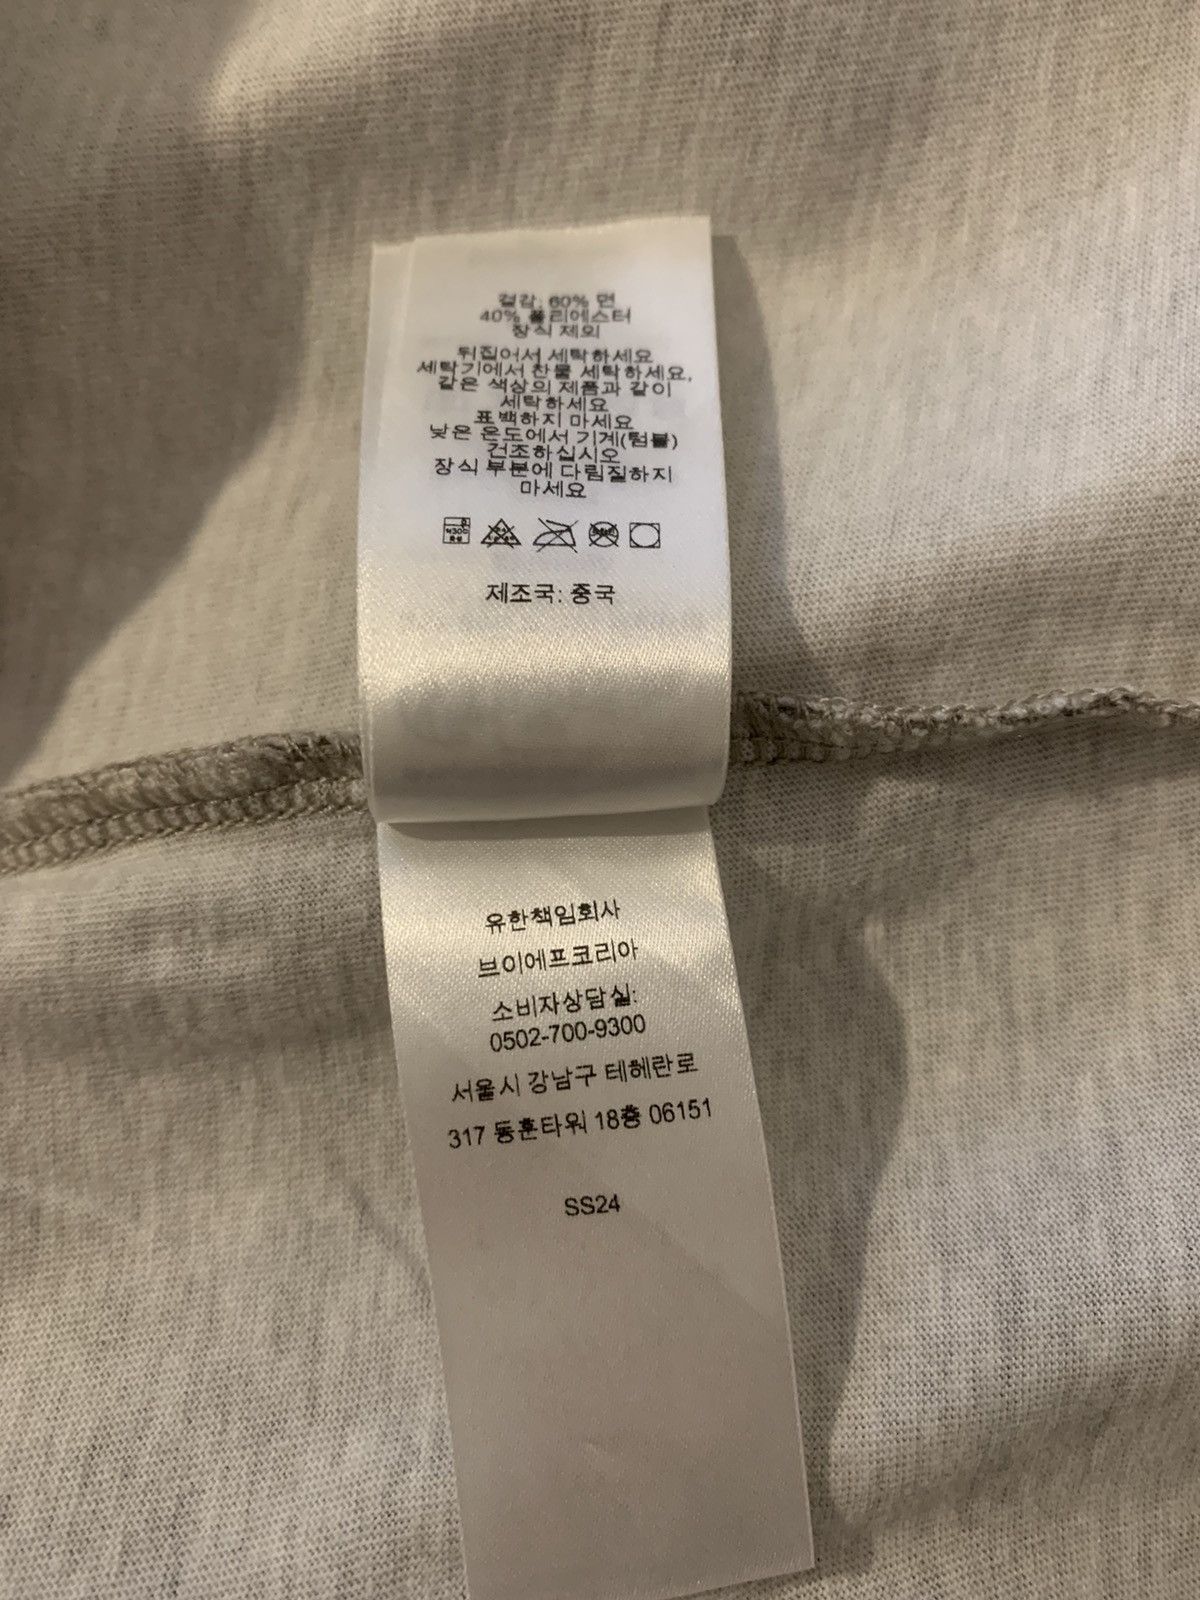 겉감: 60% 면
40% 폴리에스터
장식 제외
뒤집어서 세탁하세요
세탁기에서 찬물 세탁하세요,
같은 색상의 제품과 같이
세탁하세요
표백하지 마세요
낮은 온도에서 기계(텀블)
건조하십시오
장식 부분에 다림질하지
마세요
제조국: 중국
유한책임회사
브이에프코리아
소비자상담실:
0502-700-9300
서울시 강남구 테헤란로
317 동훈타워 18층 06151
SS24